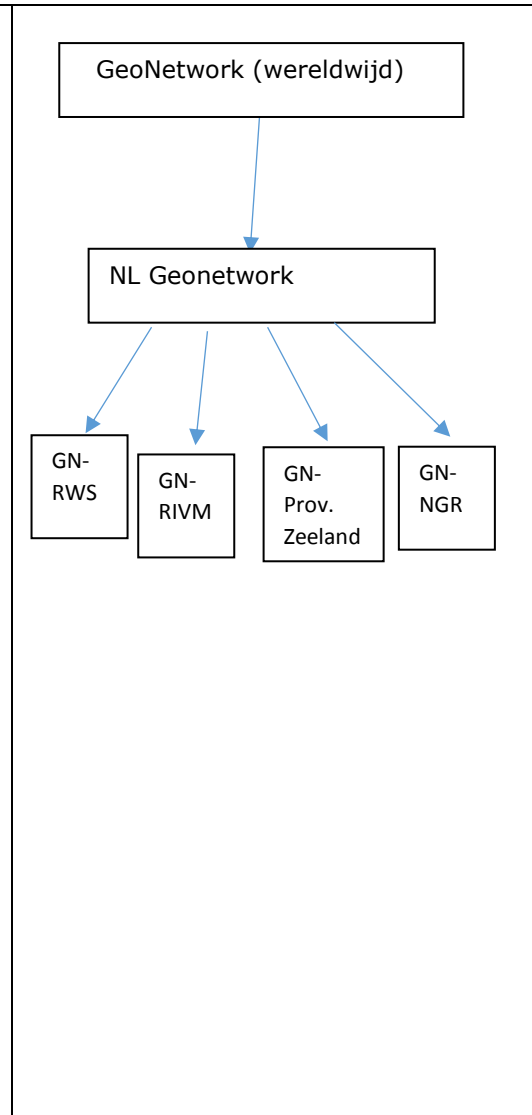 GeoNetwork (wereldwijd)
NL Geonetwork
GN-
RWS
GN-
RIVM
GN-
Prov.
Zeeland
GN-
NGR